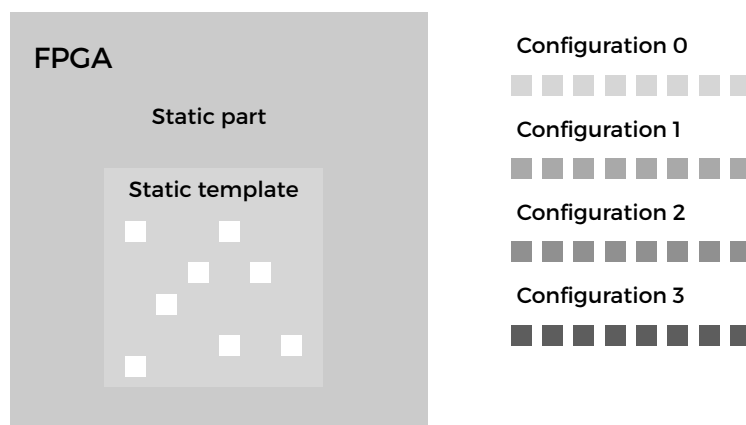 FPGA
Static part
Static template
Configuration 0
Configuration 1
Configuration 2
Configuration 3